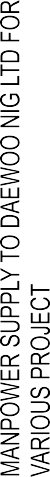 MANPOWER SUPPLY TO DAEWOO NIG LTD FOR
VARIOUS PROJECT